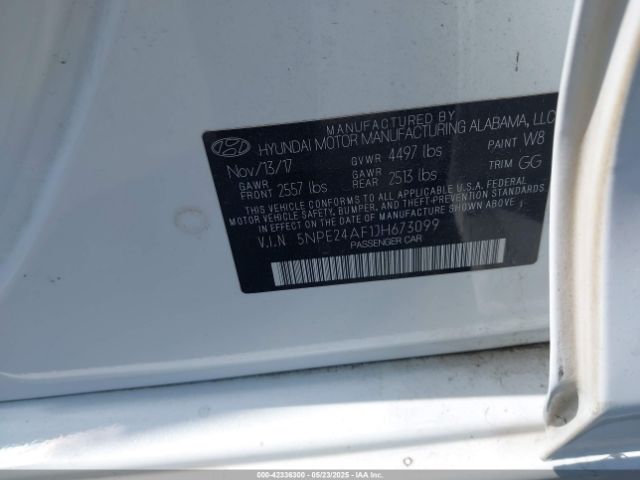 MANUFACTURED BY
HYUNDAI MOTOR MANUFACTURING ALABAMA, LLC
Nov/13/17 GVWR 4497 lbs PAINT W8
GAWR FRONT 2557 lbs GAWR REAR 2513 lbs TRIM GG
THIS VEHICLE CONFORMS TO ALL APPLICABLE U.S. FEDERAL
MOTOR VEHICLE SAFETY, BUMPER, AND THEFT PREVENTION STANDARDS
IN EFFECT ON THE DATE OF MANUFACTURE SHOWN ABOVE.
V.I.N 5NPE24AF1JH673099
PASSENGER CAR
000-42336300 - 05/23/2025 - IAAI.COM